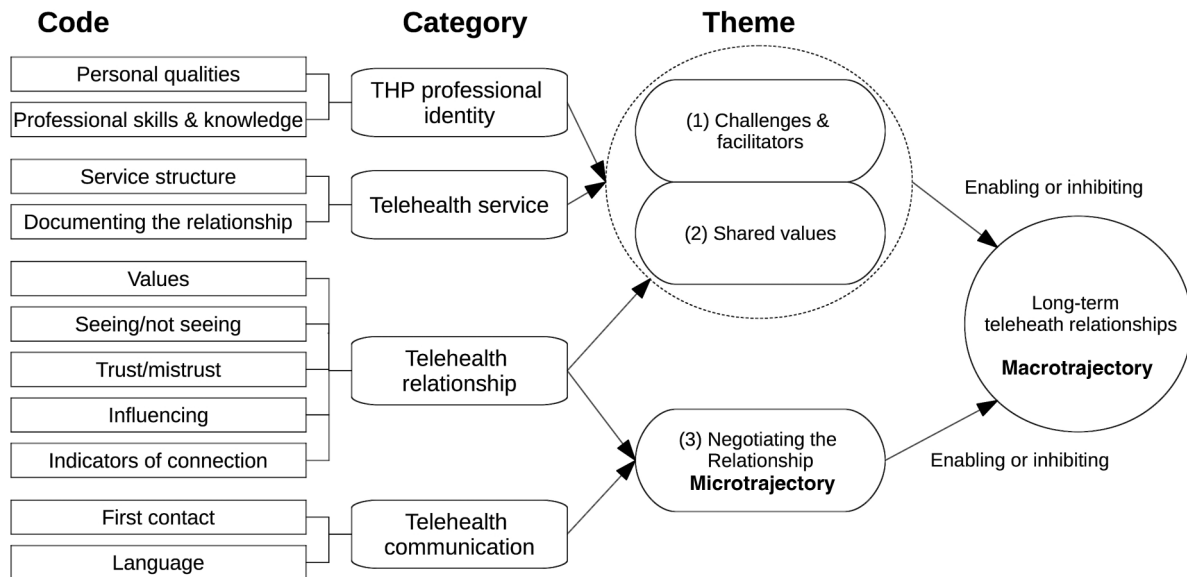 Code
Category
Theme
Personal qualities
Professional skills & knowledge
Service structure
Documenting the relationship
Values
Seeing/not seeing
Trust/mistrust
Influencing
Indicators of connection
First contact
Language
THP professional
identity
Telehealth service
Telehealth
relationship
Telehealth
communication
(1) Challenges &
facilitators
(2) Shared values
(3) Negotiating the
Relationship
Microtrajectory
Enabling or inhibiting
Enabling or inhibiting
Long-term
teleheath relationships
Macrotrajectory